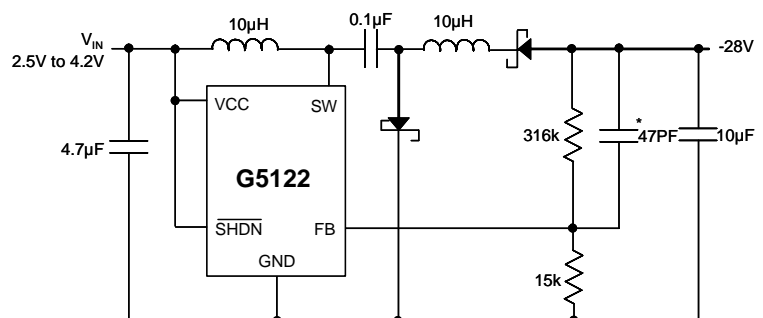 10µH
0.1µF
10µH
VIN
2.5V to 4.2V
-28V
VCC
SW
4.7µF
316k
*
47PF
10µF
G5122
SHDN
FB
GND
15k